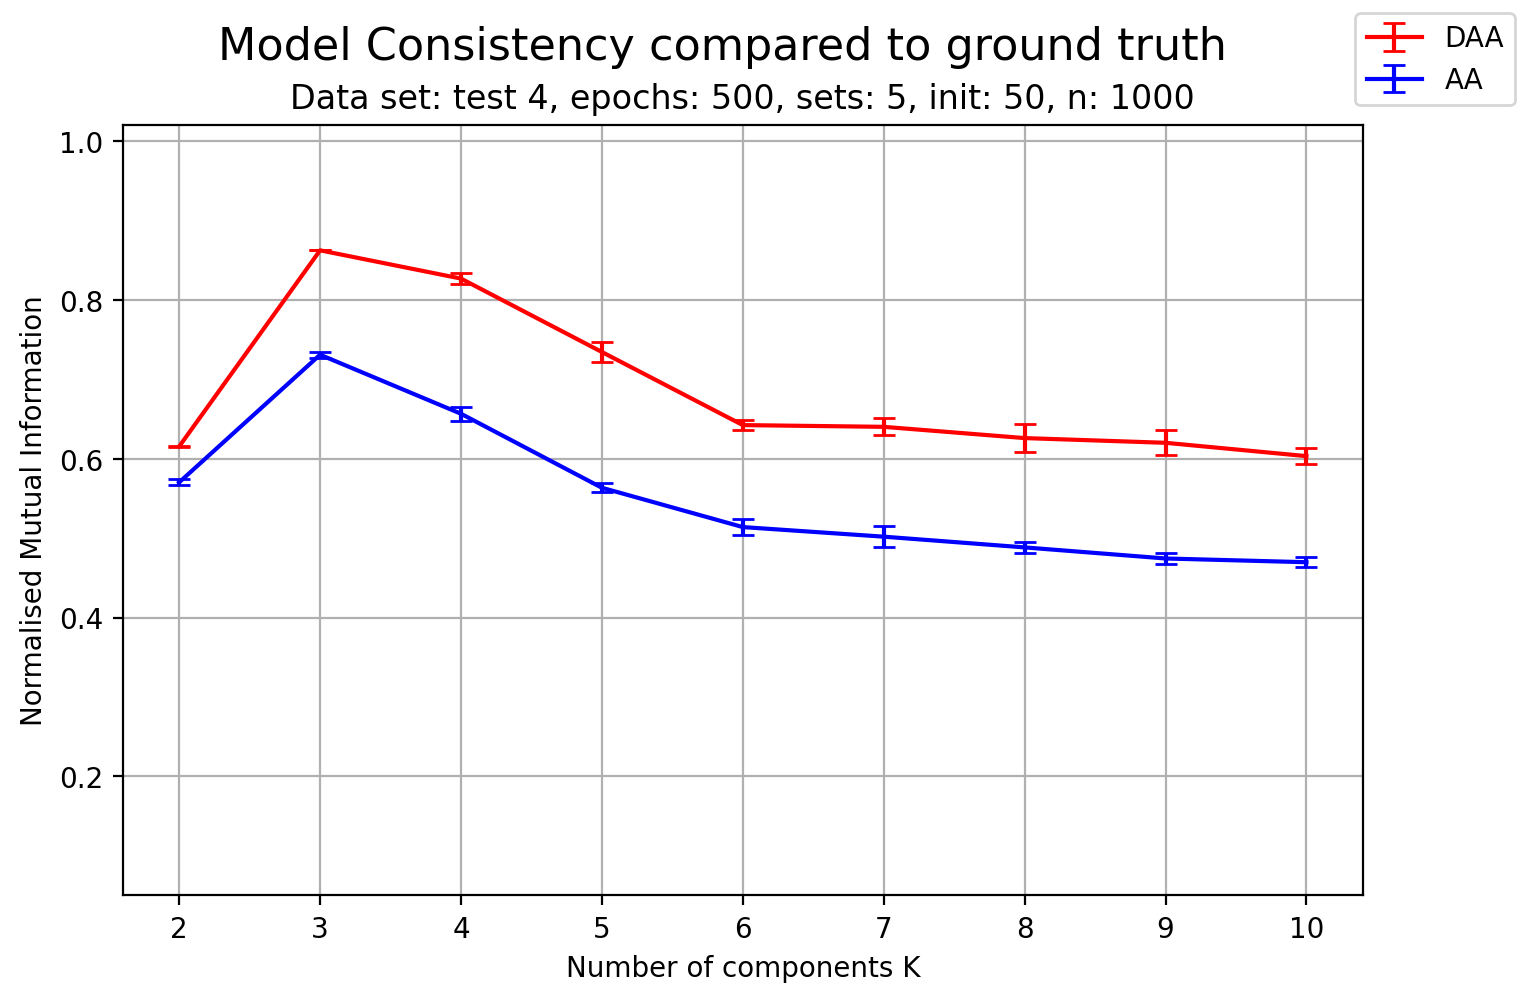 Model Consistency compared to ground truth
Data set: test 4, epochs: 500, sets: 5, init: 50, n: 1000
DAA
AA
Normalised Mutual Information
1.0
0.8
0.6
0.4
0.2
2 3 4 5 6 7 8 9 10
Number of components K